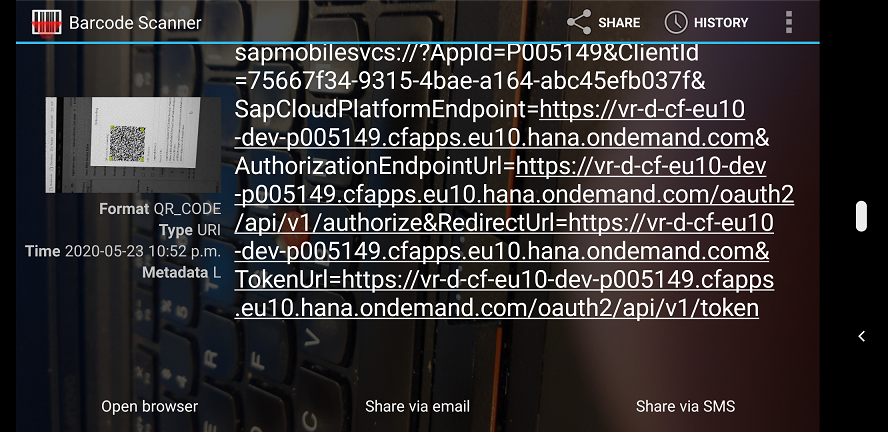 Barcode Scanner
SHARE
HISTORY
sapmobilesvcs://?AppId=P005149&ClientId
=75667f34-9315-4bae-a164-abc45efb037f&
SapCloudPlatformEndpoint=https://vr-d-cf-eu10
-dev-p005149.cfapps.eu10.hana.ondemand.com&
AuthorizationEndpointUrl=https://vr-d-cf-eu10-dev
-p005149.cfapps.eu10.hana.ondemand.com/oauth2
/api/v1/authorize&RedirectUrl=https://vr-d-cf-eu10
-dev-p005149.cfapps.eu10.hana.ondemand.com&
TokenUrl=https://vr-d-cf-eu10-dev-p005149.cfapps
.eu10.hana.ondemand.com/oauth2/api/v1/token
Format QR_CODE
Type URI
Time 2020-05-23 10:52 p.m.
Metadata L
Open browser
Share via email
Share via SMS